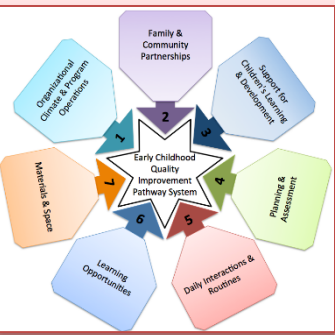 Early Childhood
Quality
Improvement
Pathway System
1
Organizational
Climate & Program
Operations
2
Family &
Community
Partnerships
3
Support for
Children's Learning
& Development
4
Planning &
Assessment
5
Daily Interactions &
Routines
6
Learning
Opportunities
7
Materials & Space